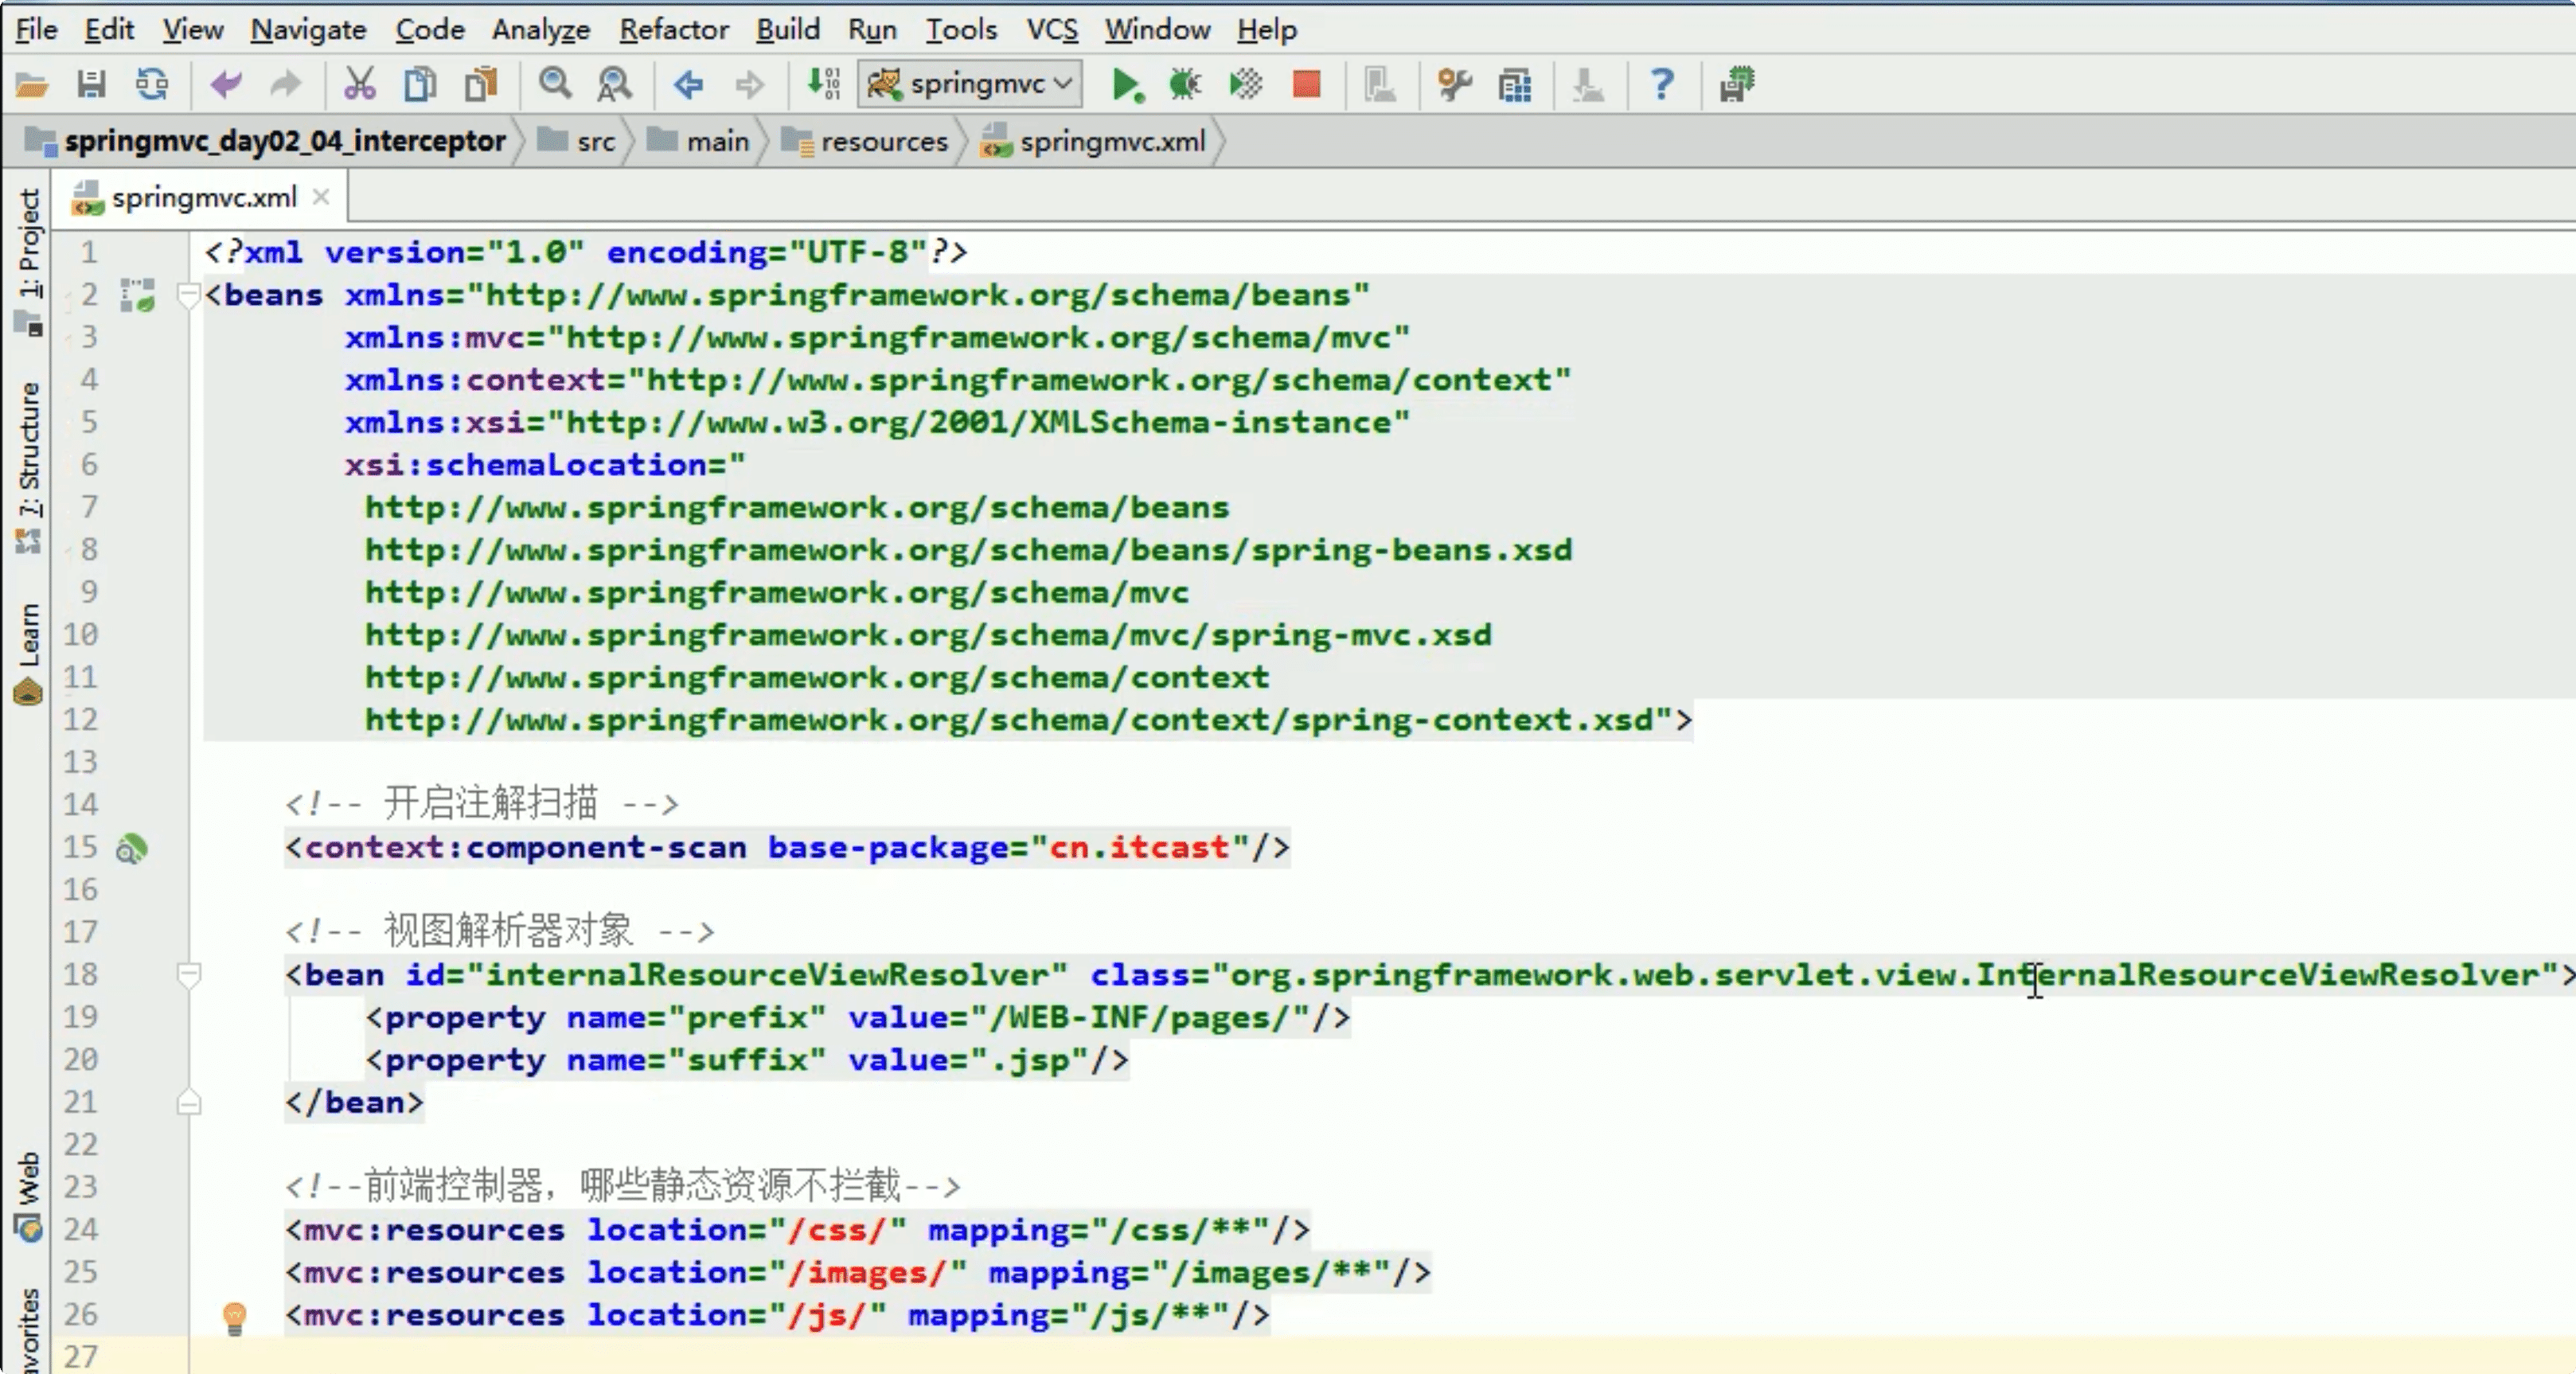 File Edit View Navigate Code Analyze Refactor Build Run Tools VCS Window Help
springmvc
springmvc_day02_04_interceptor src main resources springmvc.xml
springmvc.xml
1: Project
7: Structure
Learn
Web
avorites
1 <?xml version="1.0" encoding="UTF-8"?>
2 <beans xmlns="http://www.springframework.org/schema/beans"
3 xmlns:mvc="http://www.springframework.org/schema/mvc"
4 xmlns:context="http://www.springframework.org/schema/context"
5 xmlns:xsi="http://www.w3.org/2001/XMLSchema-instance"
6 xsi:schemaLocation="
7 http://www.springframework.org/schema/beans
8 http://www.springframework.org/schema/beans/spring-beans.xsd
9 http://www.springframework.org/schema/mvc
10 http://www.springframework.org/schema/mvc/spring-mvc.xsd
11 http://www.springframework.org/schema/context
12 http://www.springframework.org/schema/context/spring-context.xsd">
13
14 <!-- 开启注解扫描 -->
15 <context:component-scan base-package="cn.itcast"/>
16
17 <!-- 视图解析器对象 -->
18 <bean id="internalResourceViewResolver" class="org.springframework.web.servlet.view.InternalResourceViewResolver">
19 <property name="prefix" value="/WEB-INF/pages/"/>
20 <property name="suffix" value=".jsp"/>
21 </bean>
22
23 <!--前端控制器，哪些静态资源不拦截-->
24 <mvc:resources location="/css/" mapping="/css/**"/>
25 <mvc:resources location="/images/" mapping="/images/**"/>
26 <mvc:resources location="/js/" mapping="/js/**"/>
27